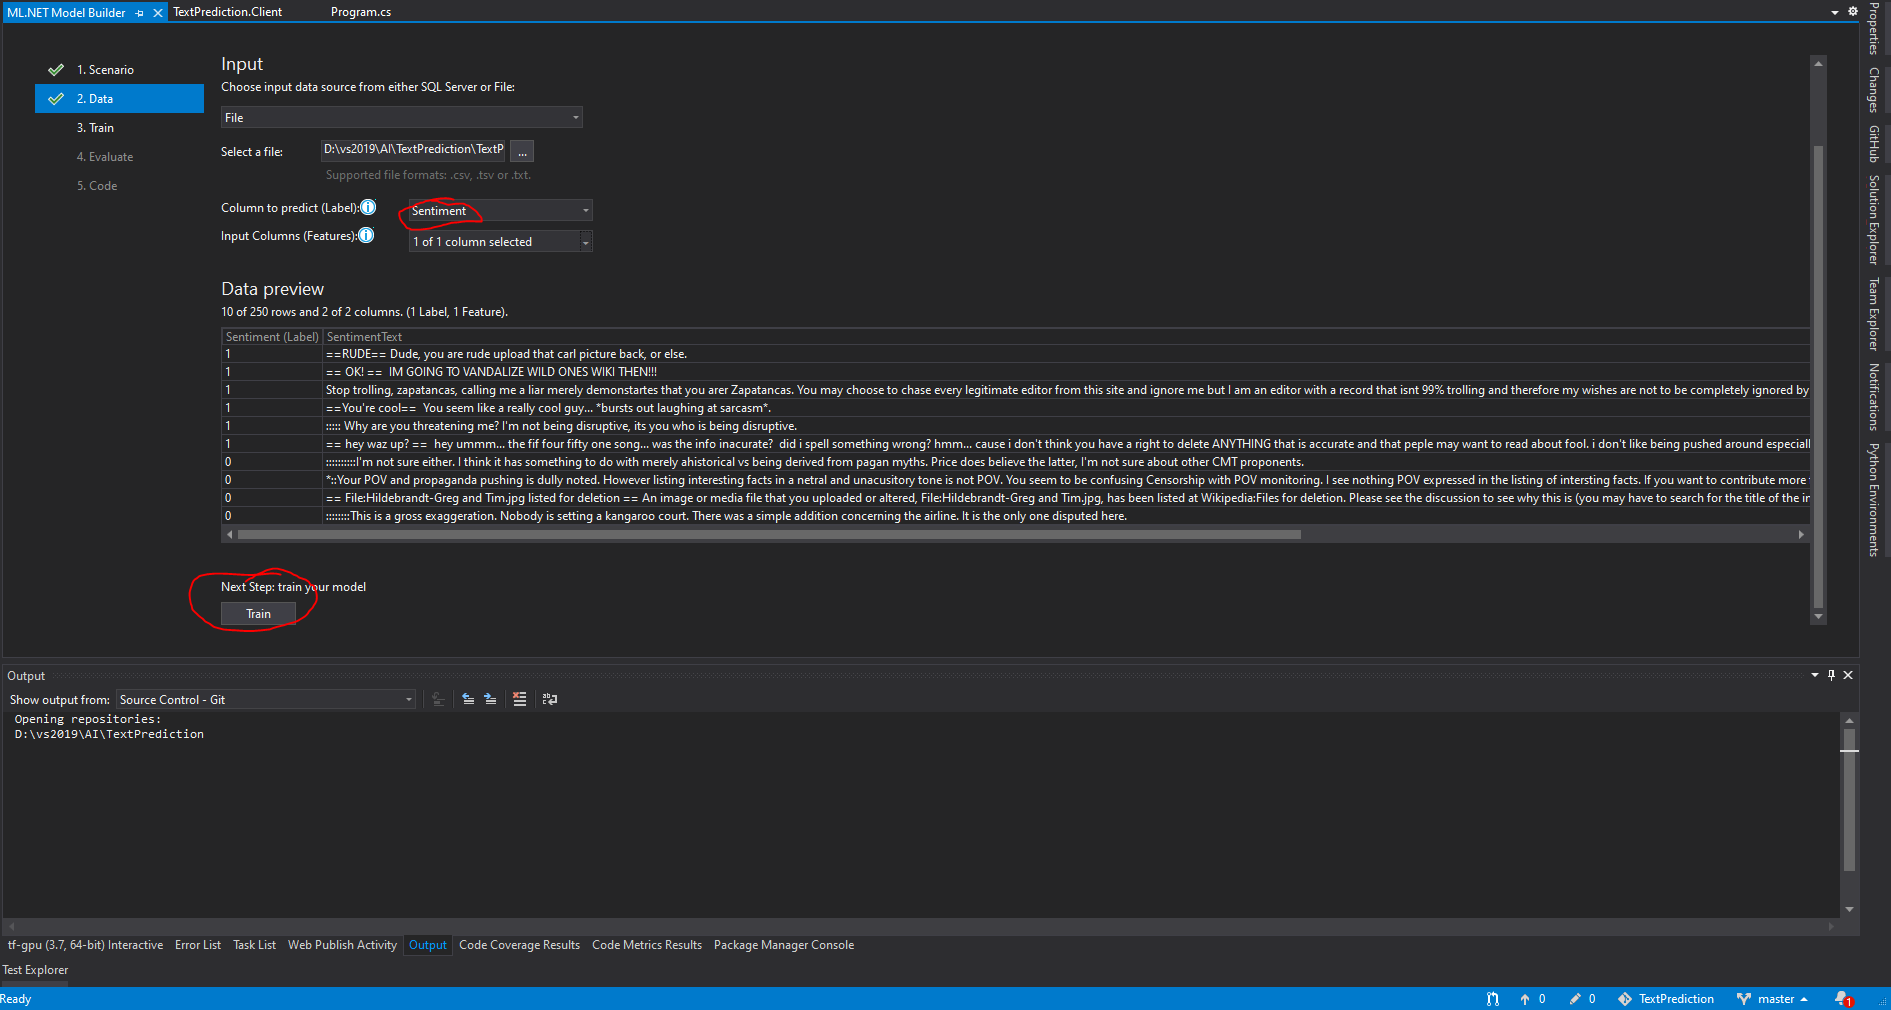 ML.NET Model Builder
TextPrediction.Client
Program.cs
1. Scenario
2. Data
3. Train
4. Evaluate
5. Code
Input
Choose input data source from either SQL Server or File:
File
Select a file:
D:\vs2019\AI\TextPrediction\TextP
...
Supported file formats: .csv, .tsv or .txt.
Column to predict (Label):
Sentiment
Input Columns (Features):
1 of 1 column selected
Data preview
10 of 250 rows and 2 of 2 columns. (1 Label, 1 Feature).
Sentiment (Label) SentimentText
1 ==RUDE== Dude, you are rude upload that carl picture back, or else.
1 == OK! == IM GOING TO VANDALIZE WILD ONES WIKI THEN!!!
1 Stop trolling, zapatancas, calling me a liar merely demonstartes that you arer Zapatancas. You may choose to chase every legitimate editor from this site and ignore me but I am an editor with a record that isnt 99% trolling and therefore my wishes are not to be completely ignored by
1 ==You're cool== You seem like a really cool guy... *bursts out laughing at sarcasm*.
1 ::::: Why are you threatening me? I'm not being disruptive, its you who is being disruptive.
1 == hey waz up? == hey ummm... the fif four fifty one song... was the info inacurate? did i spell something wrong? hmm... cause i don't think you have a right to delete ANYTHING that is accurate and that peple may want to read about fool. i don't like being pushed around especiall
0 ::::::::::I'm not sure either. I think it has something to do with merely ahistorical vs being derived from pagan myths. Price does believe the latter, I'm not sure about other CMT proponents.
0 *::Your POV and propaganda pushing is dully noted. However listing interesting facts in a netral and unacusitory tone is not POV. You seem to be confusing Censorship with POV monitoring. I see nothing POV expressed in the listing of intersting facts. If you want to contribute more
0 == File:Hildebrandt-Greg and Tim.jpg listed for deletion == An image or media file that you uploaded or altered, File:Hildebrandt-Greg and Tim.jpg, has been listed at Wikipedia:Files for deletion. Please see the discussion to see why this is (you may have to search for the title of the
0 ::::::::This is a gross exaggeration. Nobody is setting a kangaroo court. There was a simple addition concerning the airline. It is the only one disputed here.
Next Step: train your model
Train
Output
Show output from:
Source Control - Git
Opening repositories:
D:\vs2019\AI\TextPrediction
tf-gpu (3.7, 64-bit) Interactive
Error List
Task List
Web Publish Activity
Output
Code Coverage Results
Code Metrics Results
Package Manager Console
Test Explorer
Ready
0
0
TextPrediction
master
1
Properties
Changes
GitHub
Solution Explorer
Team Explorer
Notifications
Python Environments